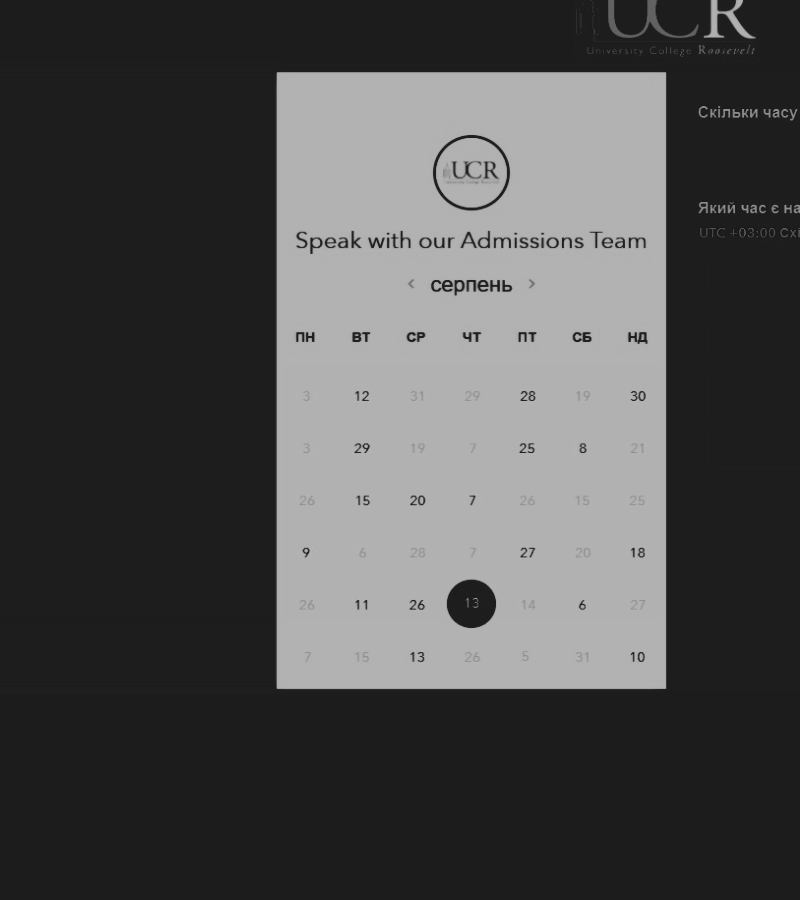 UCR
University College Roosevelt
Скільки часу
UCR
Який час є на
UTC +03:00 Схі
Speak with our Admissions Team
< серпень >
ПН ВТ СР ЧТ ПТ СБ НД
3 12 31 29 28 19 30
3 29 19 7 25 8 21
26 15 20 7 26 15 25
9 6 28 7 27 20 18
26 11 26 13 14 6 27
7 15 13 26 5 31 10